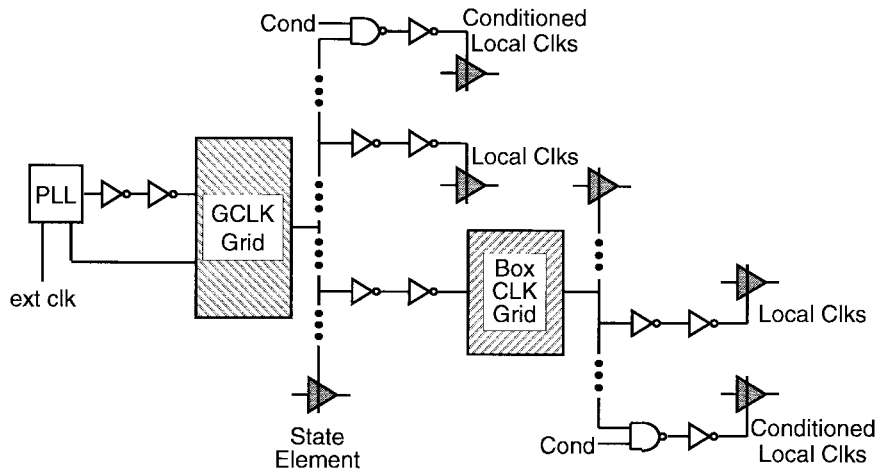 Cond
Conditioned
Local Clks
Local Clks
PLL
GCLK
Grid
ext clk
Box
CLK
Grid
Local Clks
State
Element
Cond
Conditioned
Local Clks